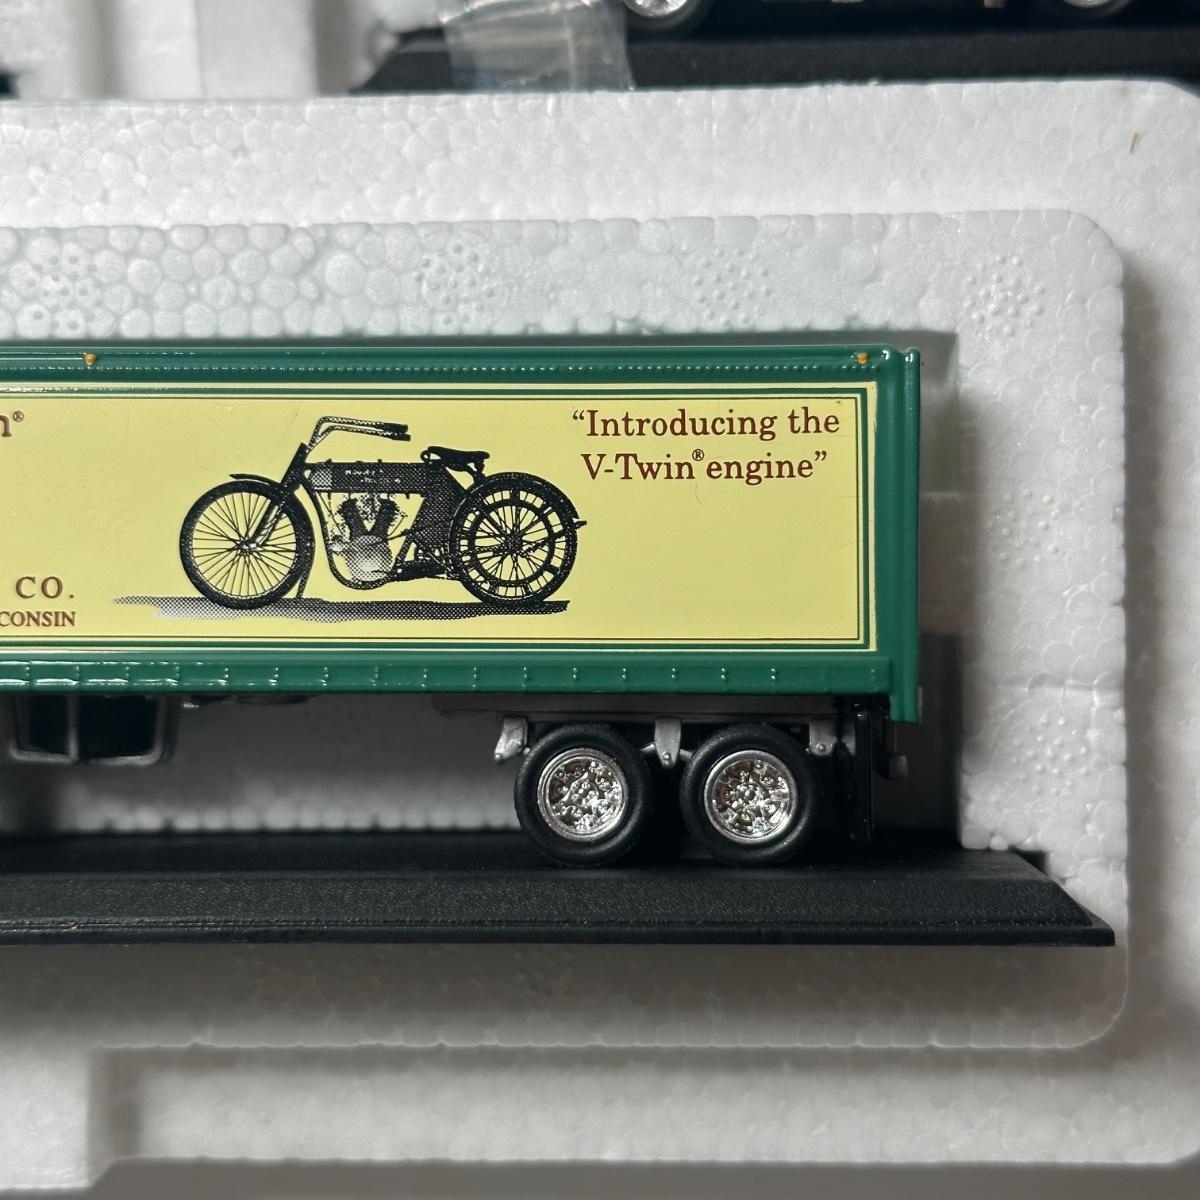 n®
“Introducing the
V-Twin® engine”
CO.
CONSIN